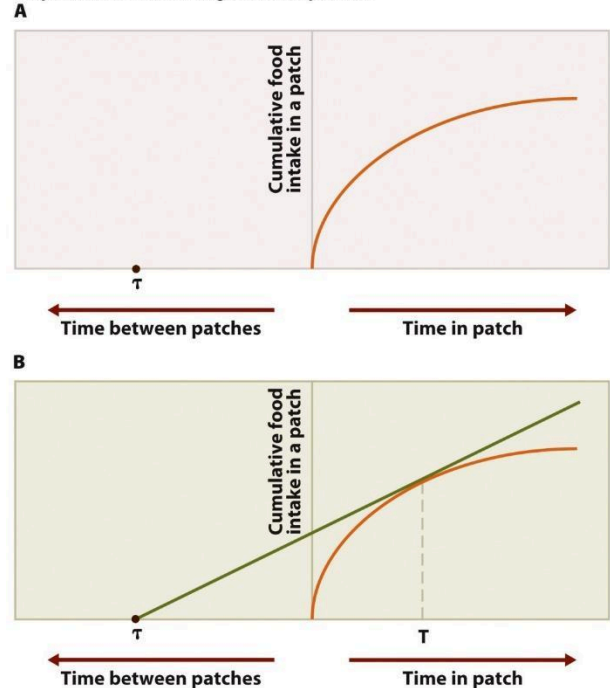 A
Cumulative food
intake in a patch
τ
Time between patches
Time in patch
B
Cumulative food
intake in a patch
τ
T
Time between patches
Time in patch